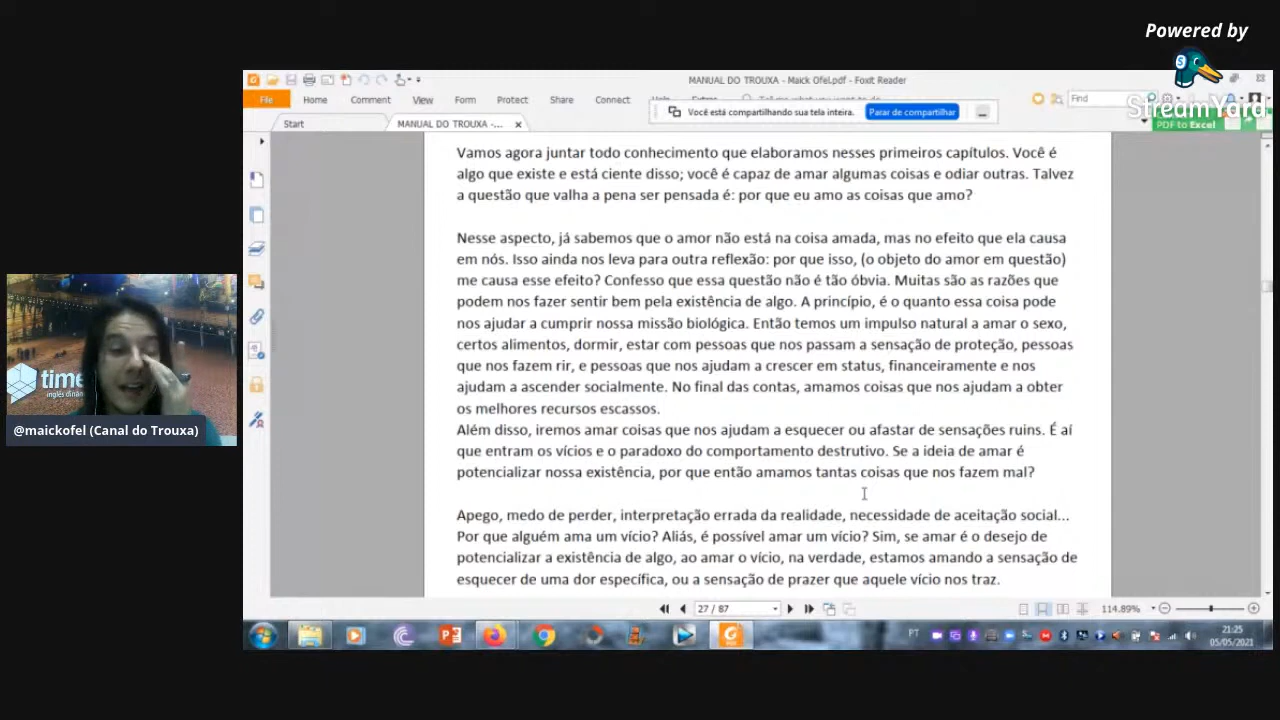 Powered by
StreamYard
MANUAL DO TROUXA - Maick Ofel.pdf - Foxit Reader
File Home Comment View Form Protect Share Connect Find
Você está compartilhando sua tela inteira. Parar de compartilhar
PDF to Excel
Start MANUAL DO TROUXA -...
Vamos agora juntar todo conhecimento que elaboramos nesses primeiros capítulos. Você é
algo que existe e está ciente disso; você é capaz de amar algumas coisas e odiar outras. Talvez
a questão que valha a pena ser pensada é: por que eu amo as coisas que amo?
Nesse aspecto, já sabemos que o amor não está na coisa amada, mas no efeito que ela causa
em nós. Isso ainda nos leva para outra reflexão: por que isso, (o objeto do amor em questão)
me causa esse efeito? Confesso que essa questão não é tão óbvia. Muitas são as razões que
podem nos fazer sentir bem pela existência de algo. A princípio, é o quanto essa coisa pode
nos ajudar a cumprir nossa missão biológica. Então temos um impulso natural a amar o sexo,
certos alimentos, dormir, estar com pessoas que nos passam a sensação de proteção, pessoas
que nos fazem rir, e pessoas que nos ajudam a crescer em status, financeiramente e nos
ajudam a ascender socialmente. No final das contas, amamos coisas que nos ajudam a obter
os melhores recursos escassos.
Além disso, iremos amar coisas que nos ajudam a esquecer ou afastar de sensações ruins. É aí
que entram os vícios e o paradoxo do comportamento destrutivo. Se a ideia de amar é
potencializar nossa existência, por que então amamos tantas coisas que nos fazem mal?
Apego, medo de perder, interpretação errada da realidade, necessidade de aceitação social...
Por que alguém ama um vício? Aliás, é possível amar um vício? Sim, se amar é o desejo de
potencializar a existência de algo, ao amar o vício, na verdade, estamos amando a sensação de
esquecer de uma dor específica, ou a sensação de prazer que aquele vício nos traz.
time
inglês
@maickofel (Canal do Trouxa)
27 / 87 114.89%
PT 21:25
05/05/2021